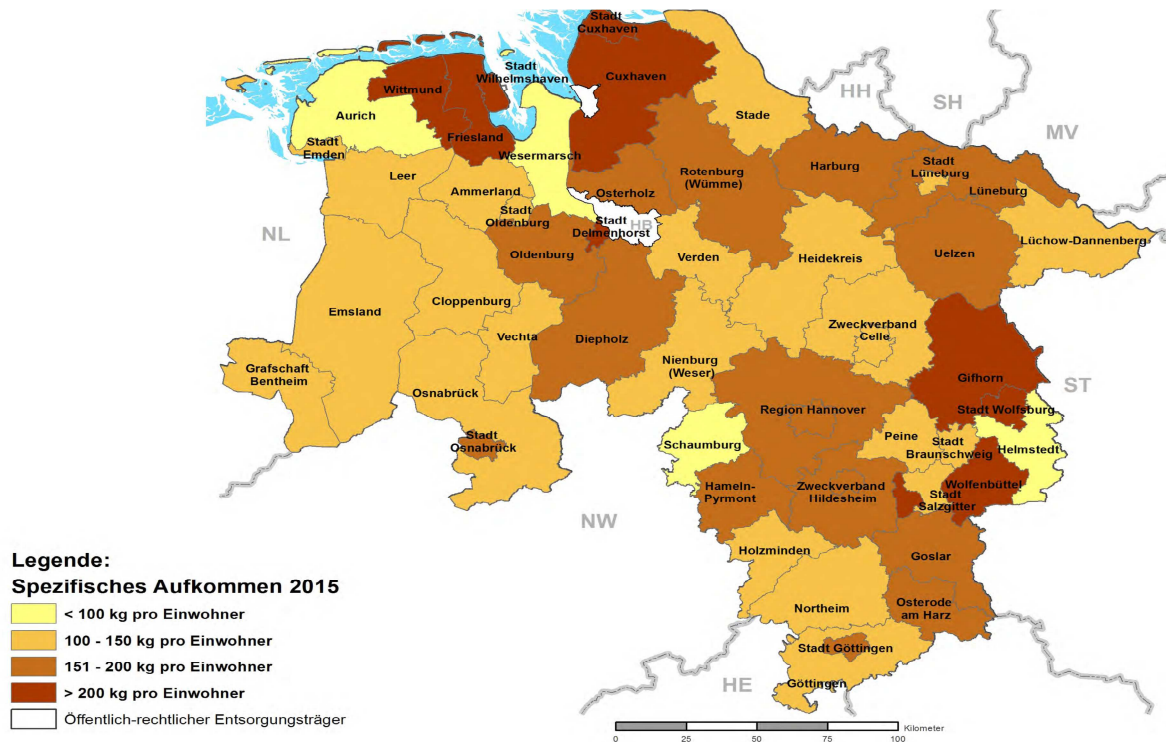 Stadt
Cuxhaven
Stadt
Wilhelmshaven
Cuxhaven
HH
SH
MV
Wittmund
Aurich
Friesland
Stade
Stadt
Emden
Wesermarsch
Leer
Ammerland
Osterholz
Rotenburg
(Wümme)
Harburg
Stadt
Lüneburg
Lüneburg
Stadt
Oldenburg
Stadt
Delmenhorst
HB
NL
Oldenburg
Verden
Heidekreis
Uelzen
Lüchow-Dannenberg
Emsland
Cloppenburg
Vechta
Diepholz
Zweckverband
Celle
Nienburg
(Weser)
Grafschaft
Bentheim
Osnabrück
Gifhorn
ST
Region Hannover
Stadt Wolfsburg
Stadt
Osnabrück
Schaumburg
Peine
Stadt
Braunschweig
Helmstedt
Hameln-
Pyrmont
Zweckverband
Hildesheim
Wolfenbüttel
Stadt
Salzgitter
NW
Holzminden
Goslar
Northeim
Osterode
am Harz
Stadt Göttingen
HE
Göttingen
Legende:
Spezifisches Aufkommen 2015
< 100 kg pro Einwohner
100 - 150 kg pro Einwohner
151 - 200 kg pro Einwohner
> 200 kg pro Einwohner
Öffentlich-rechtlicher Entsorgungsträger
Kilometer
0 25 50 75 100